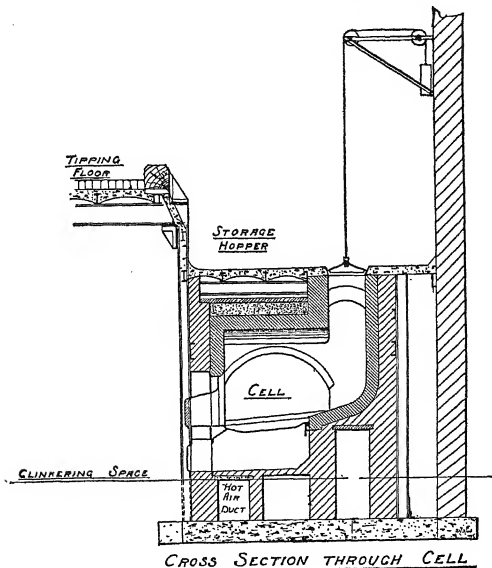 TIPPING
FLOOR
STORAGE
HOPPER
CELL
CLINKERING SPACE
HOT
AIR
DUCT
CROSS SECTION THROUGH CELL